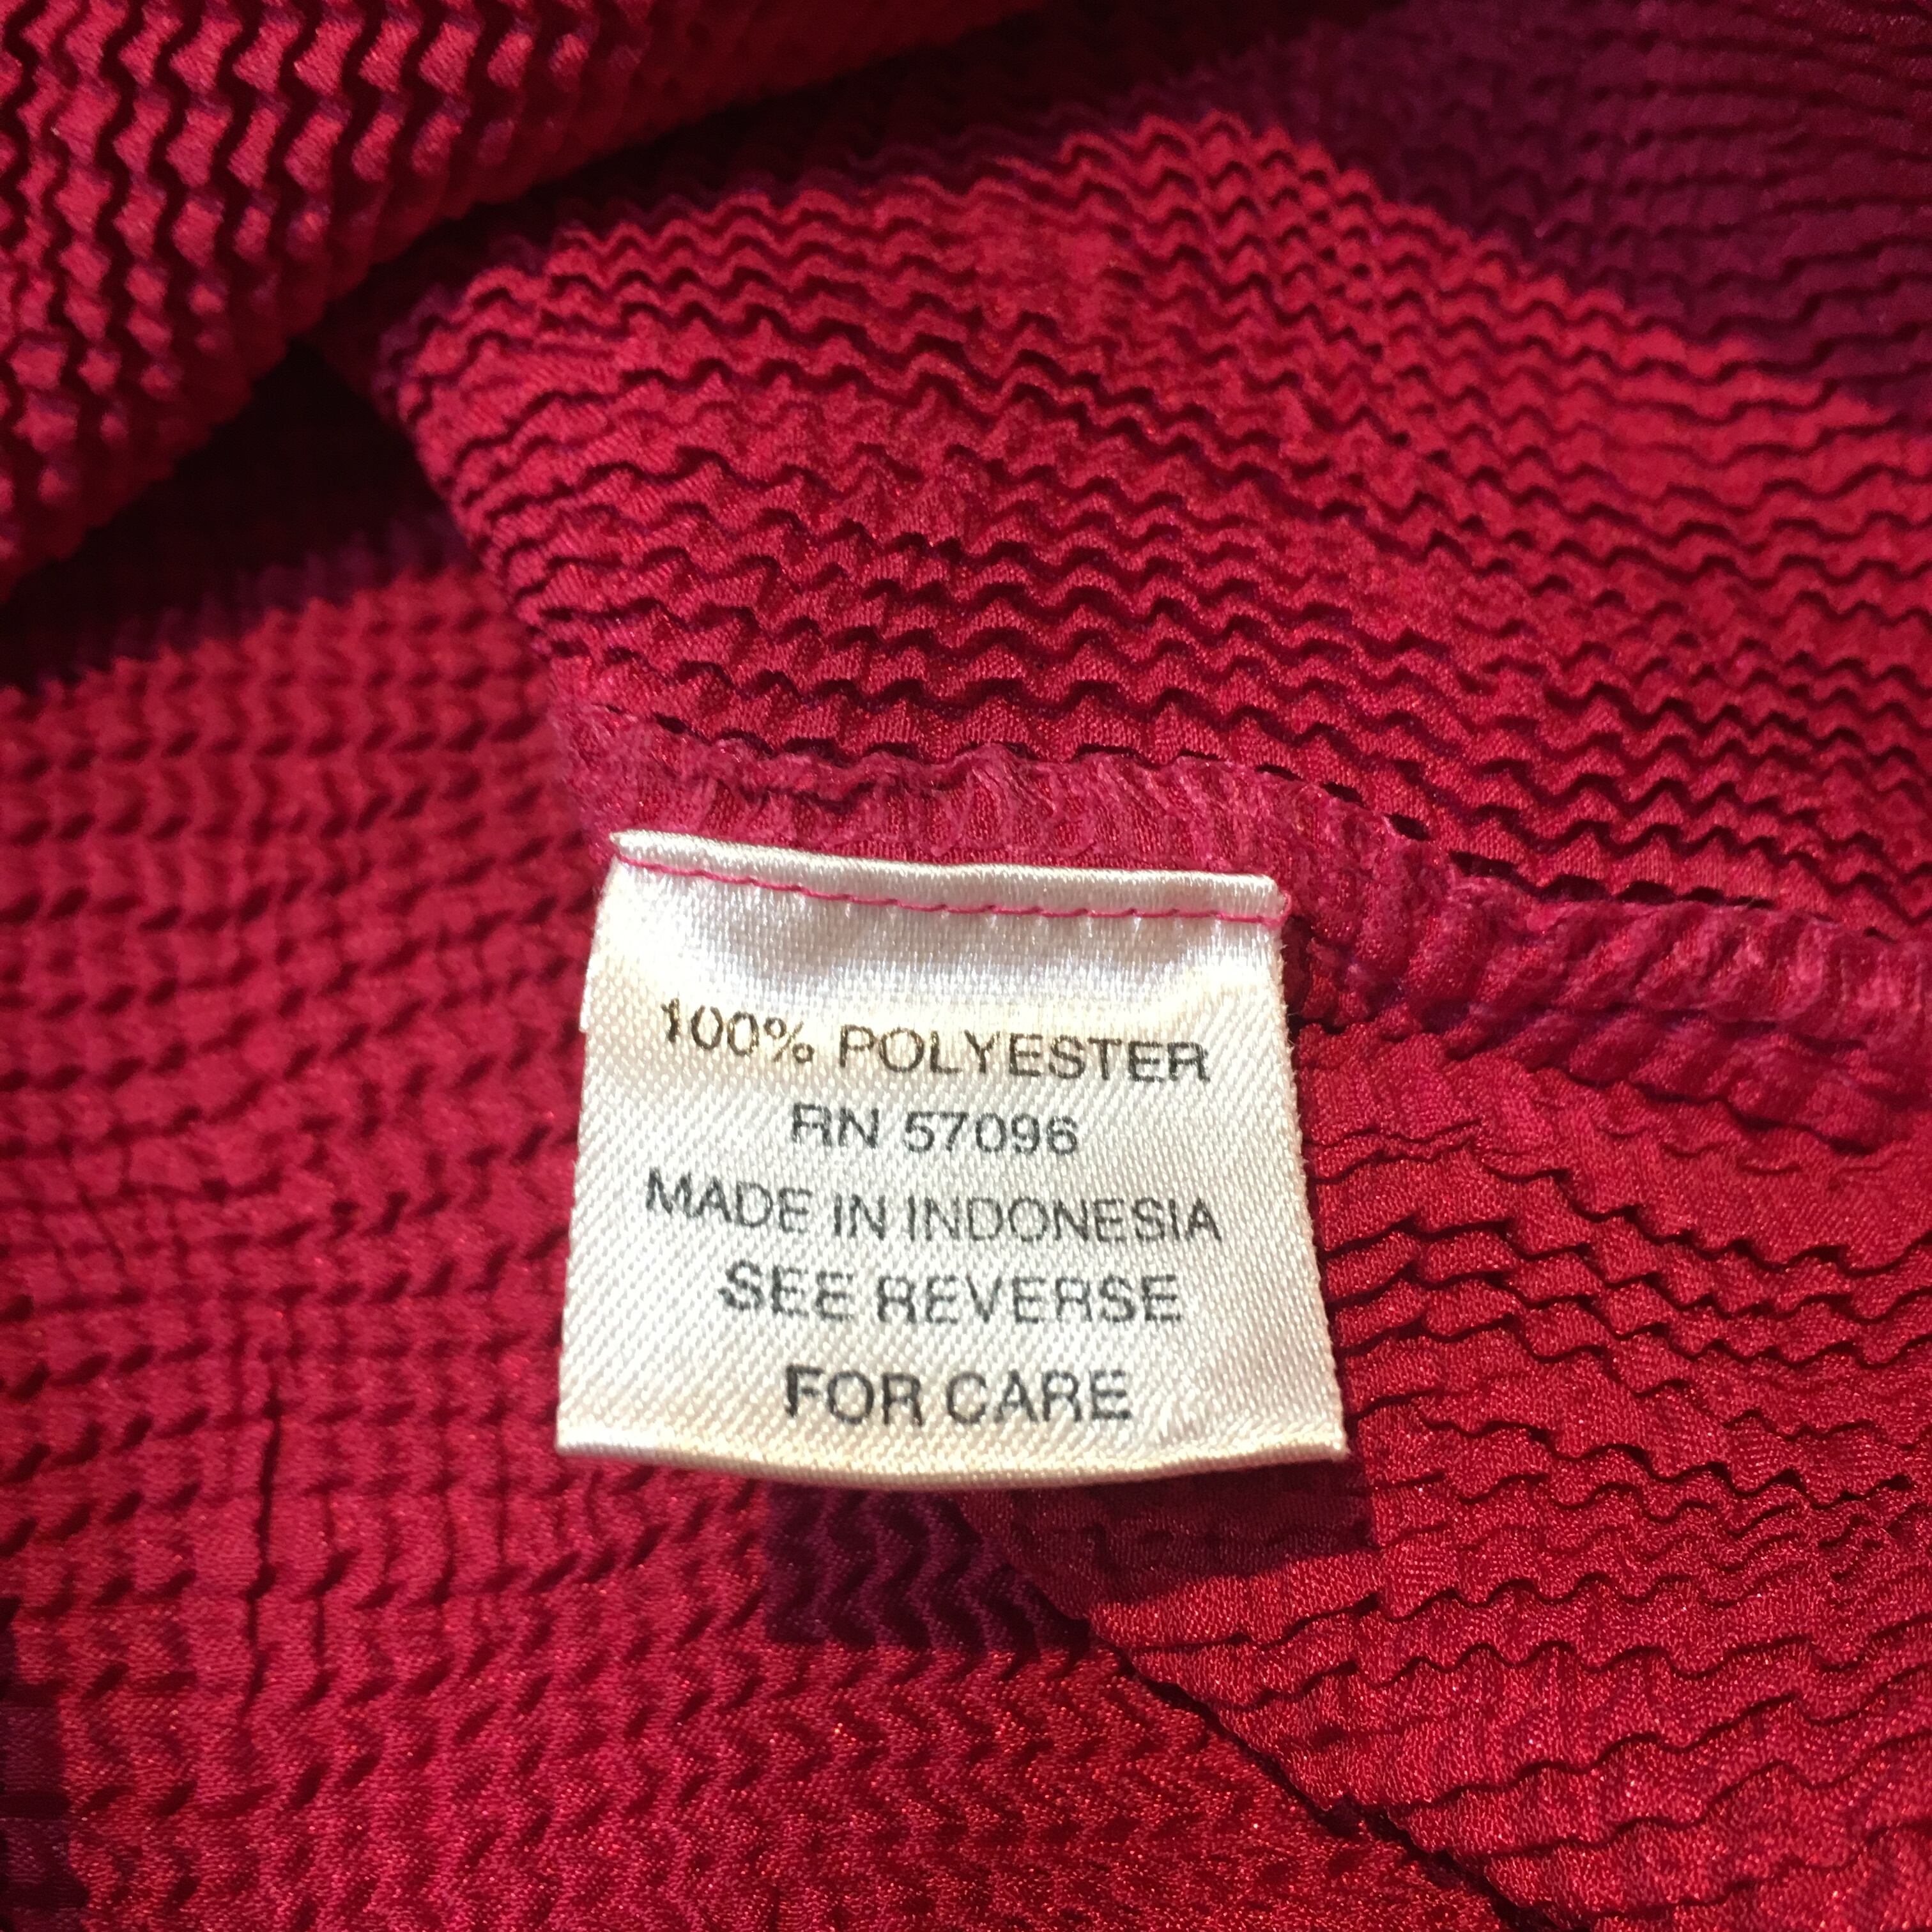 100% POLYESTER
RN 57096
MADE IN INDONESIA
SEE REVERSE
FOR CARE